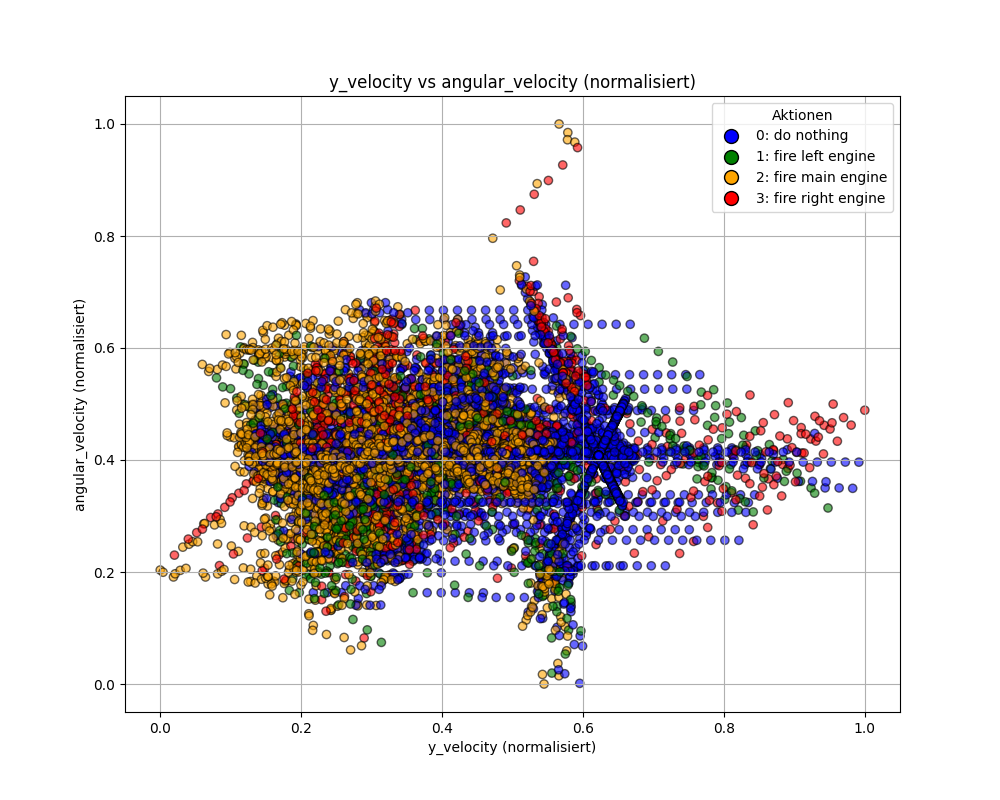 y_velocity vs angular_velocity (normalisiert)
Aktionen
0: do nothing
1: fire left engine
2: fire main engine
3: fire right engine
angular_velocity (normalisiert)
1.0
0.8
0.6
0.4
0.2
0.0
0.0 0.2 0.4 0.6 0.8 1.0
y_velocity (normalisiert)